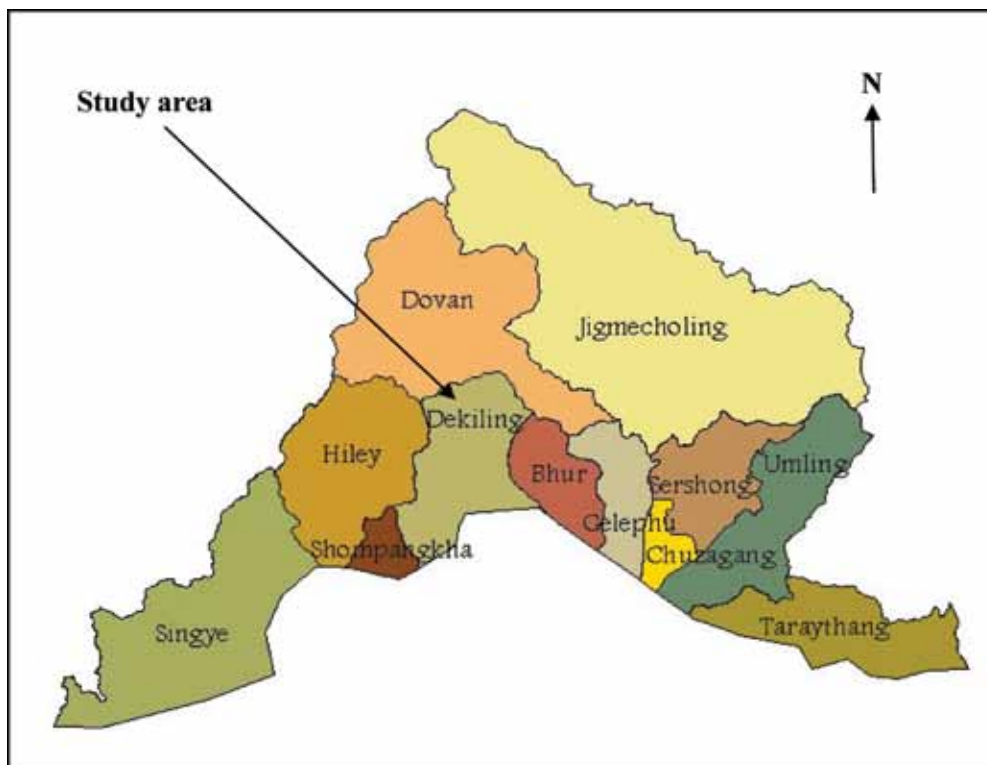 Study area
N
Dovan
Jigmecholing
Dekiling
Hiley
Bhur
Sershong
Umling
Gelephu
Shompangkha
Chuzagang
Singye
Taraythang